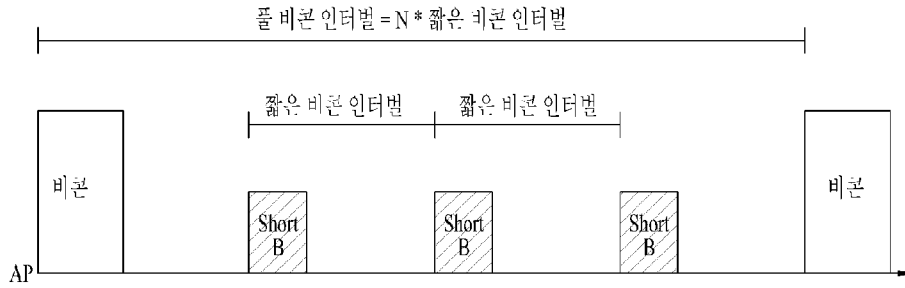 풀 비콘 인터벌 = N * 짧은 비콘 인터벌
짧은 비콘 인터벌
짧은 비콘 인터벌
비콘
Short
B
Short
B
Short
B
비콘
AP